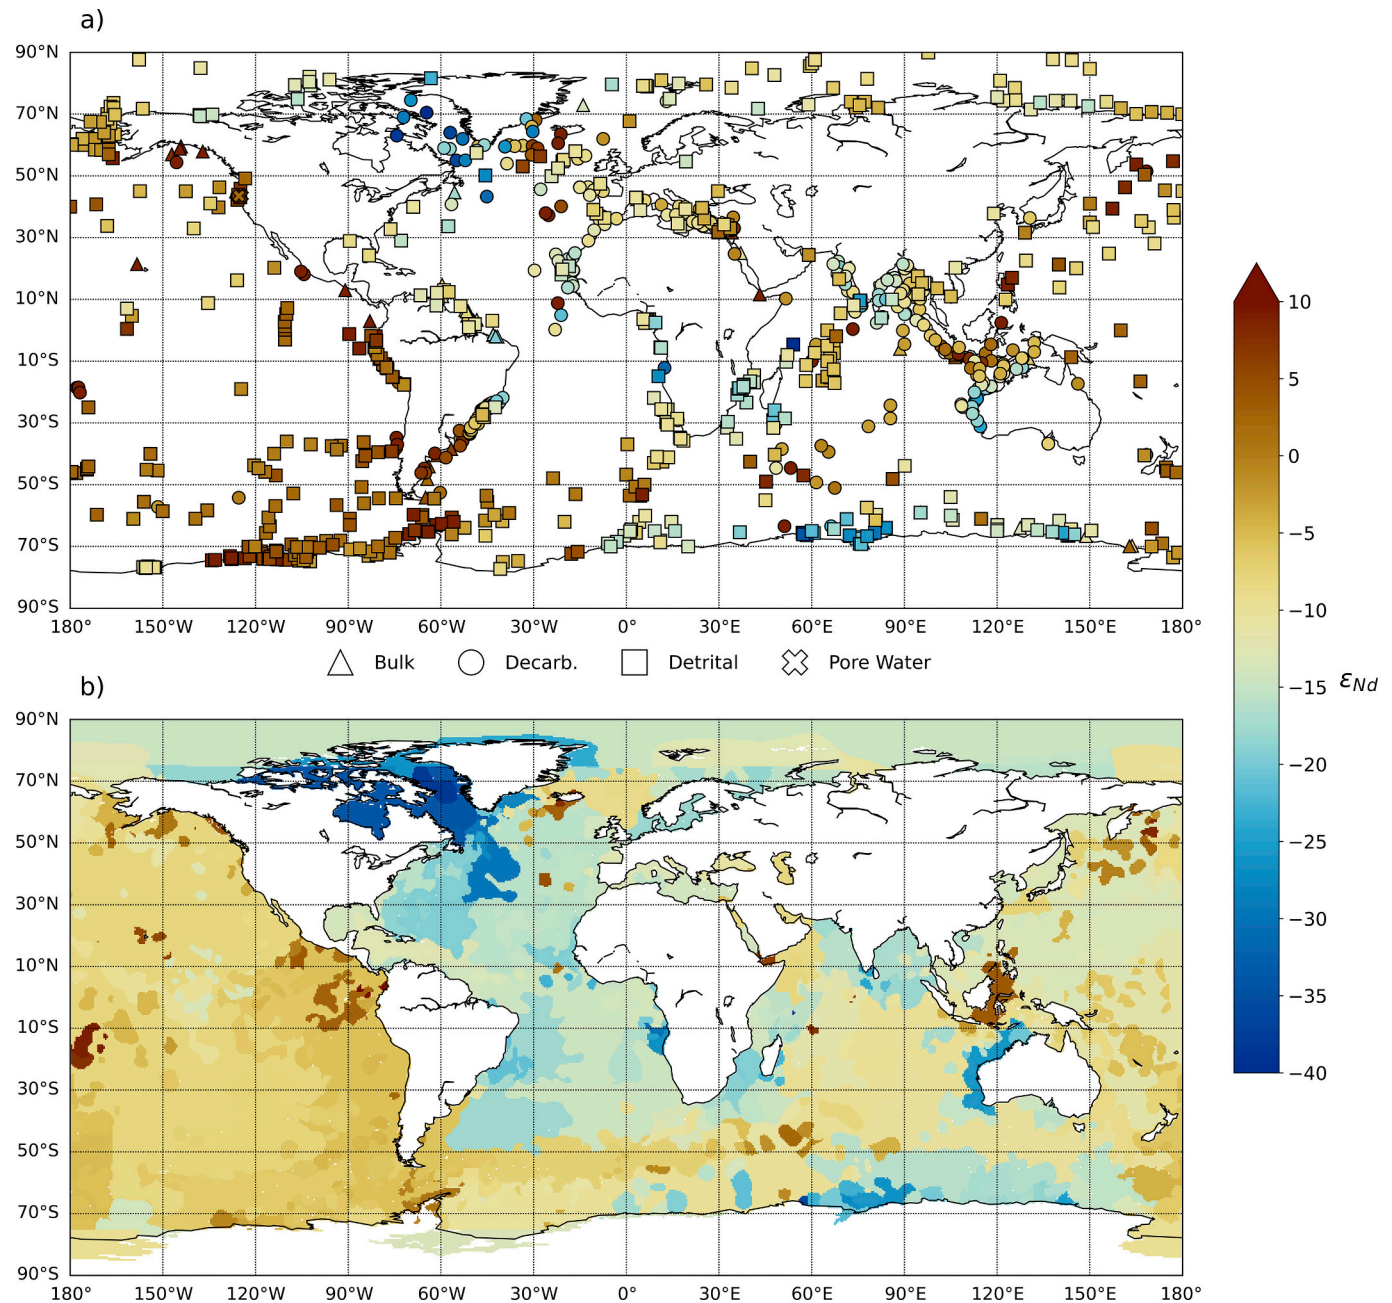 a)
90°N
70°N
50°N
30°N
10°N
10°S
30°S
50°S
70°S
90°S
180° 150°W 120°W 90°W 60°W 30°W 0° 30°E 60°E 90°E 120°E 150°E 180°
Bulk Decarb. Detrital Pore Water
b)
90°N
70°N
50°N
30°N
10°N
10°S
30°S
50°S
70°S
90°S
180° 150°W 120°W 90°W 60°W 30°W 0° 30°E 60°E 90°E 120°E 150°E 180°
10
5
0
−5
−10
−15
−20
−25
−30
−35
−40
εNd